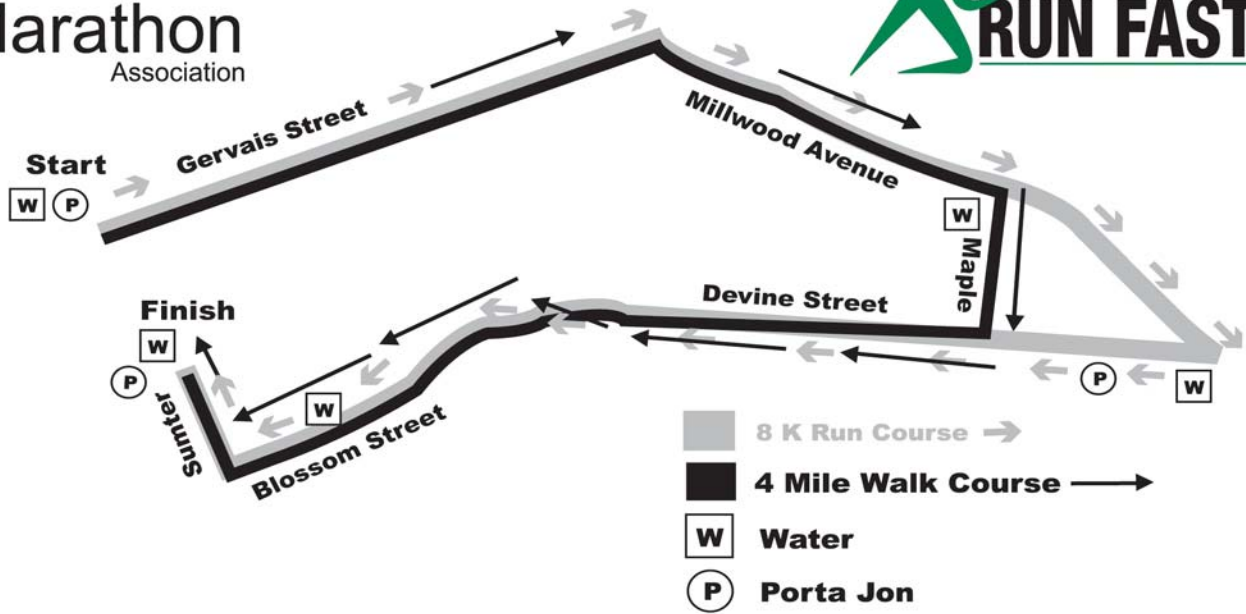 Marathon
Association
RUN FAST
Gervais Street
Millwood Avenue
Start
W P
W
Maple
Devine Street
Finish
W
P
Sumter
W
Blossom Street
P
W
8 K Run Course
4 Mile Walk Course
W Water
P Porta Jon